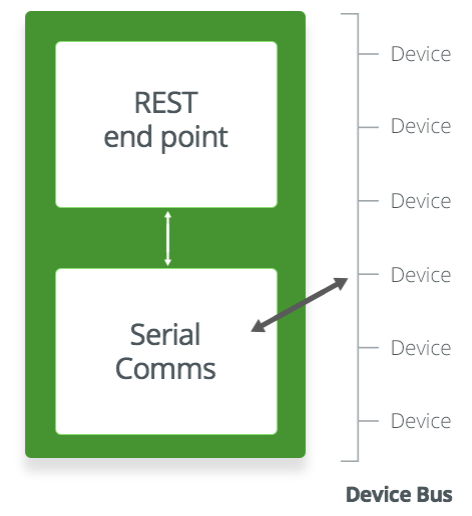 REST
end point
Serial
Comms
Device
Device
Device
Device
Device
Device
Device Bus